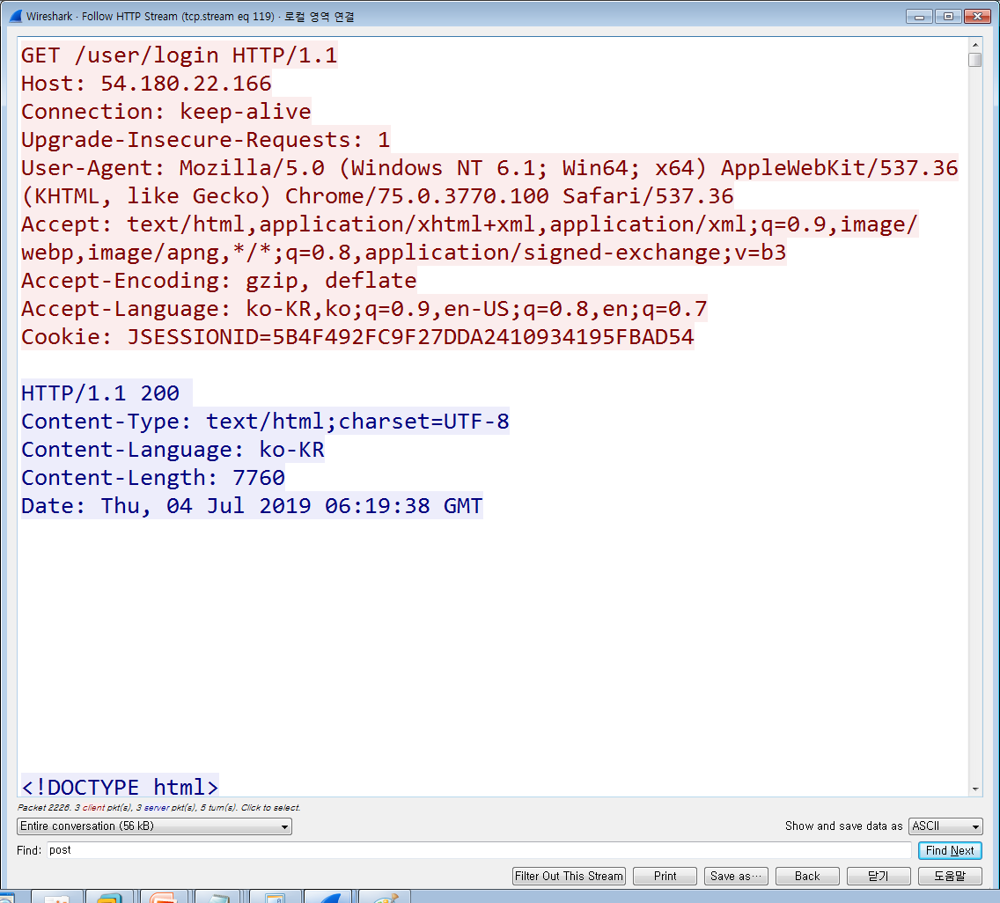 Wireshark · Follow HTTP Stream (tcp.stream eq 119) · 로컬 영역 연결
GET /user/login HTTP/1.1
Host: 54.180.22.166
Connection: keep-alive
Upgrade-Insecure-Requests: 1
User-Agent: Mozilla/5.0 (Windows NT 6.1; Win64; x64) AppleWebKit/537.36
(KHTML, like Gecko) Chrome/75.0.3770.100 Safari/537.36
Accept: text/html,application/xhtml+xml,application/xml;q=0.9,image/
webp,image/apng,*/*;q=0.8,application/signed-exchange;v=b3
Accept-Encoding: gzip, deflate
Accept-Language: ko-KR,ko;q=0.9,en-US;q=0.8,en;q=0.7
Cookie: JSESSIONID=5B4F492FC9F27DDA2410934195FBAD54
HTTP/1.1 200
Content-Type: text/html;charset=UTF-8
Content-Language: ko-KR
Content-Length: 7760
Date: Thu, 04 Jul 2019 06:19:38 GMT
<!DOCTYPE html>
Packet 2226. 3 client pkt(s), 3 server pkt(s), 5 turn(s). Click to select.
Entire conversation (56 kB) Show and save data as ASCII
Find: post Find Next
Filter Out This Stream Print Save as… Back 닫기 도움말